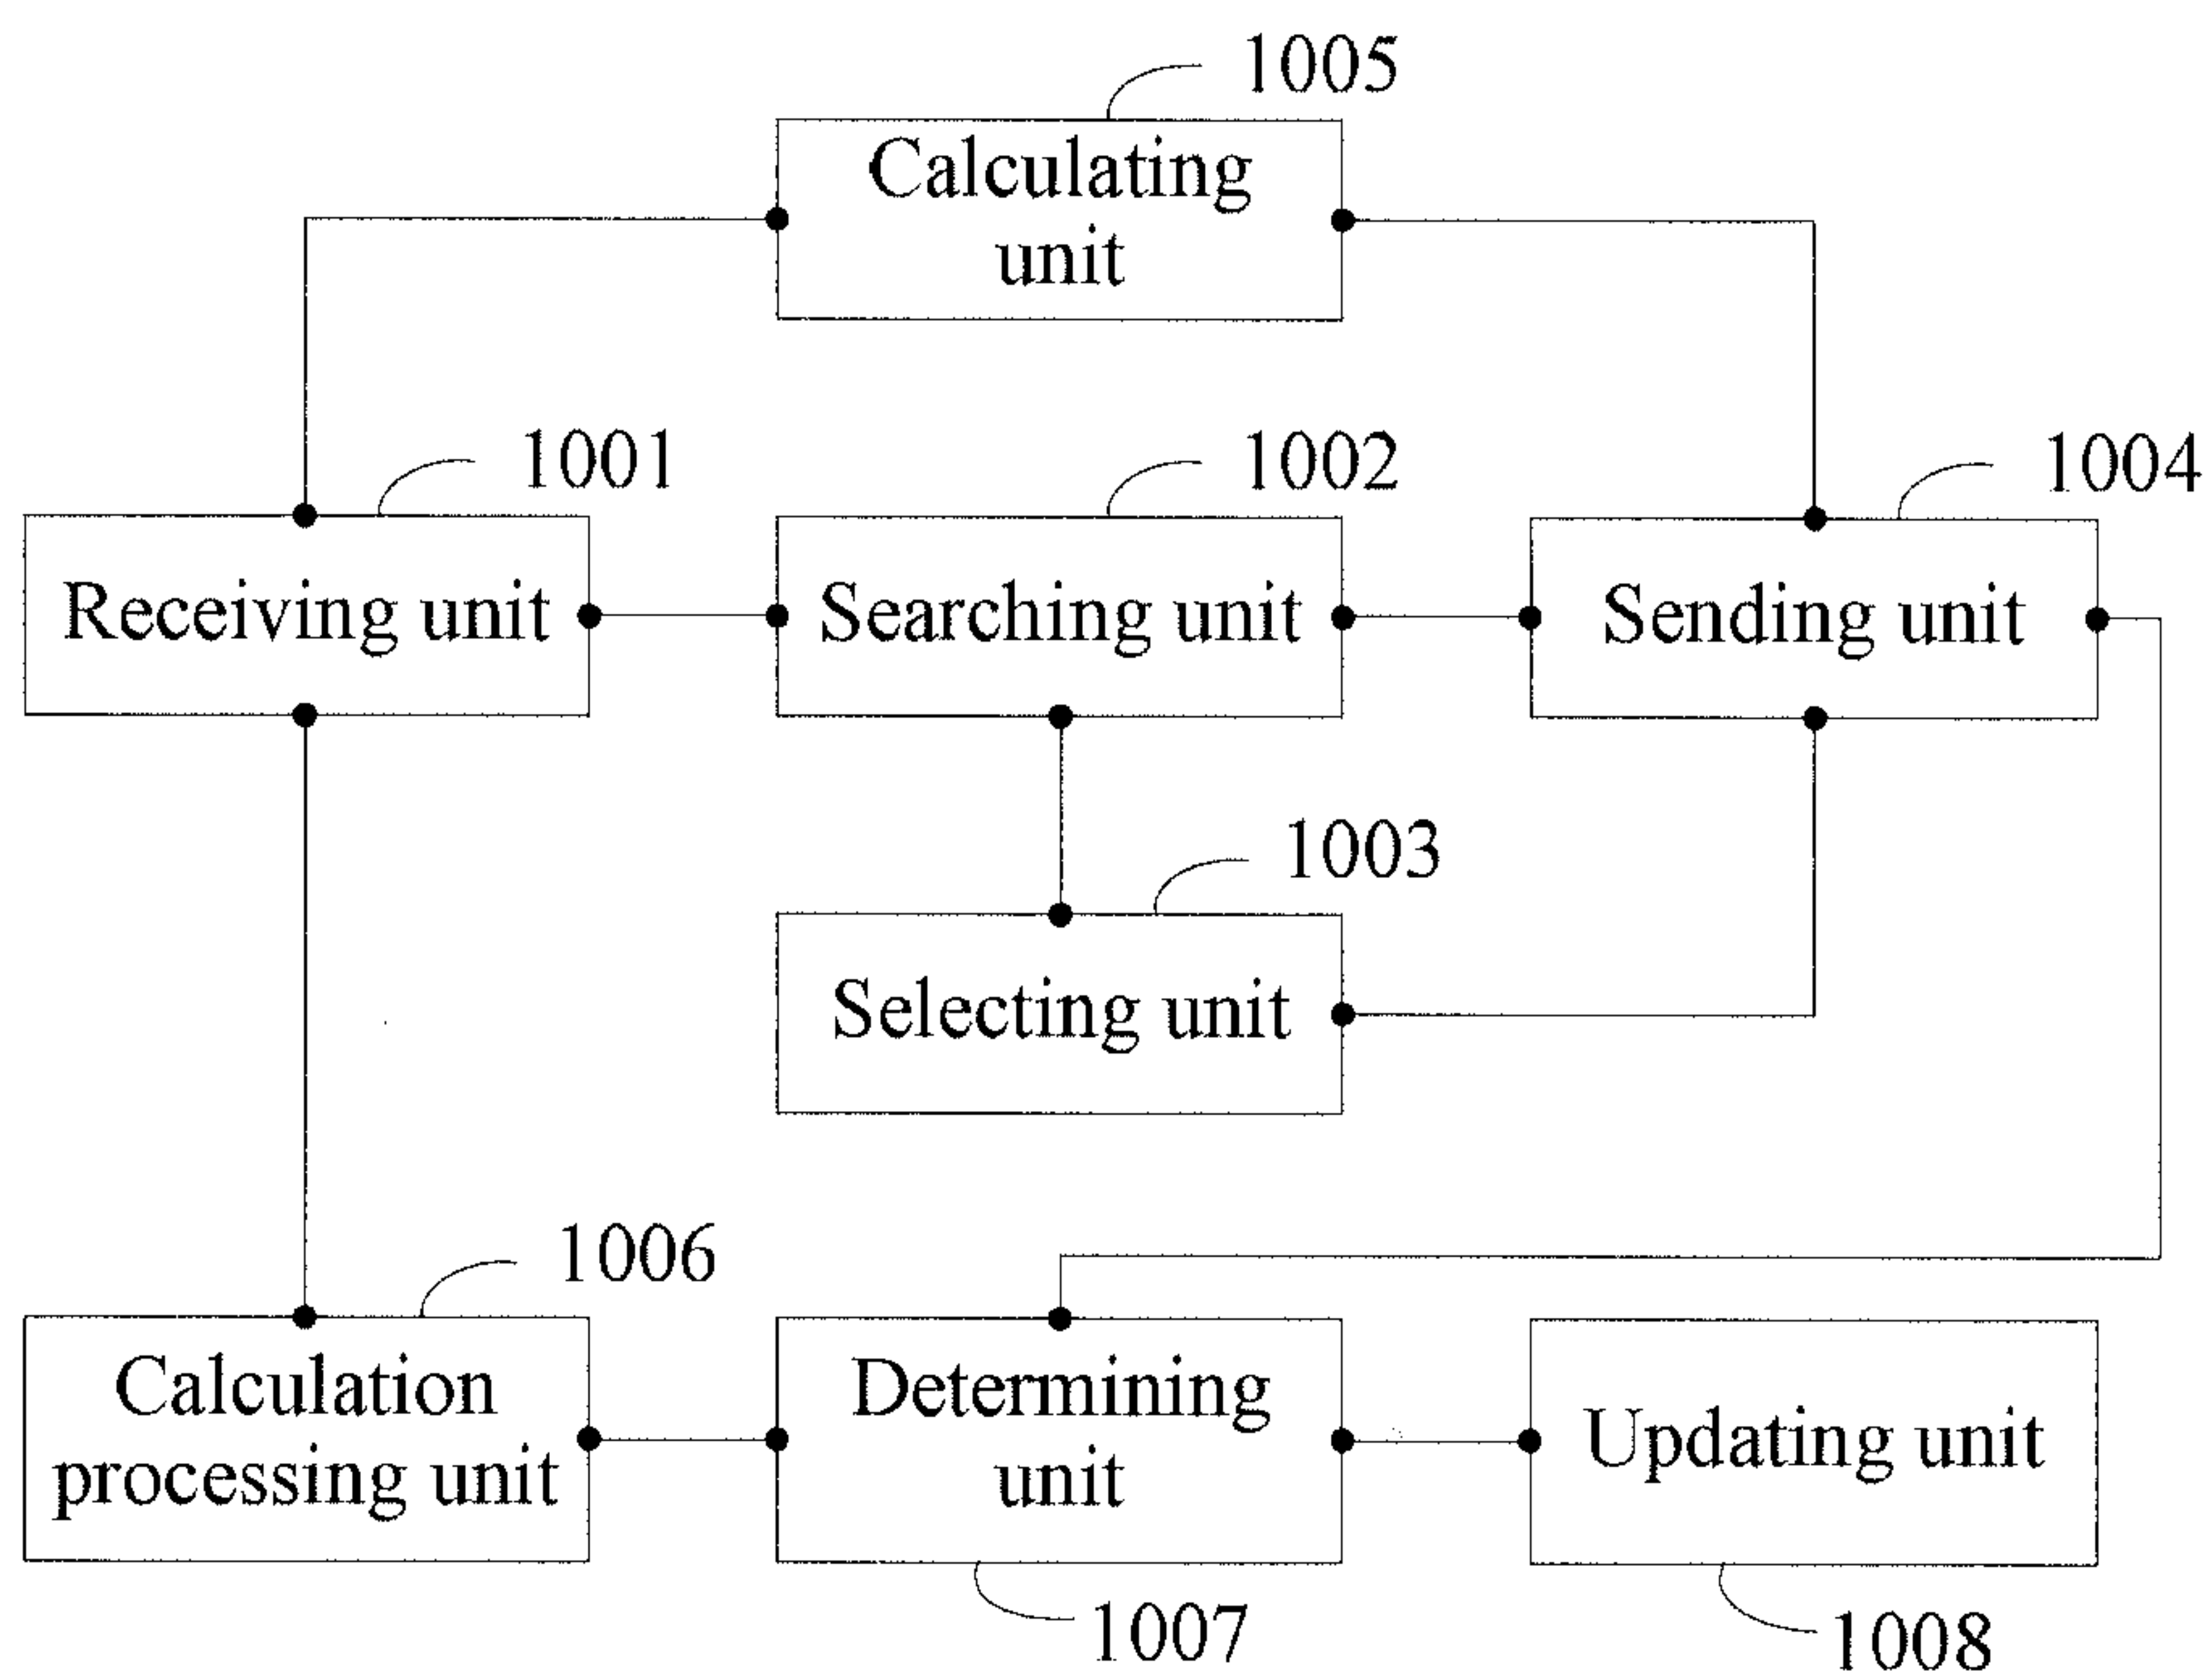 1005
Calculating
unit
1001
1002
1004
Receiving unit
Searching unit
Sending unit
1003
Selecting unit
1006
Calculation
processing unit
Determining
unit
Updating unit
1007
1008